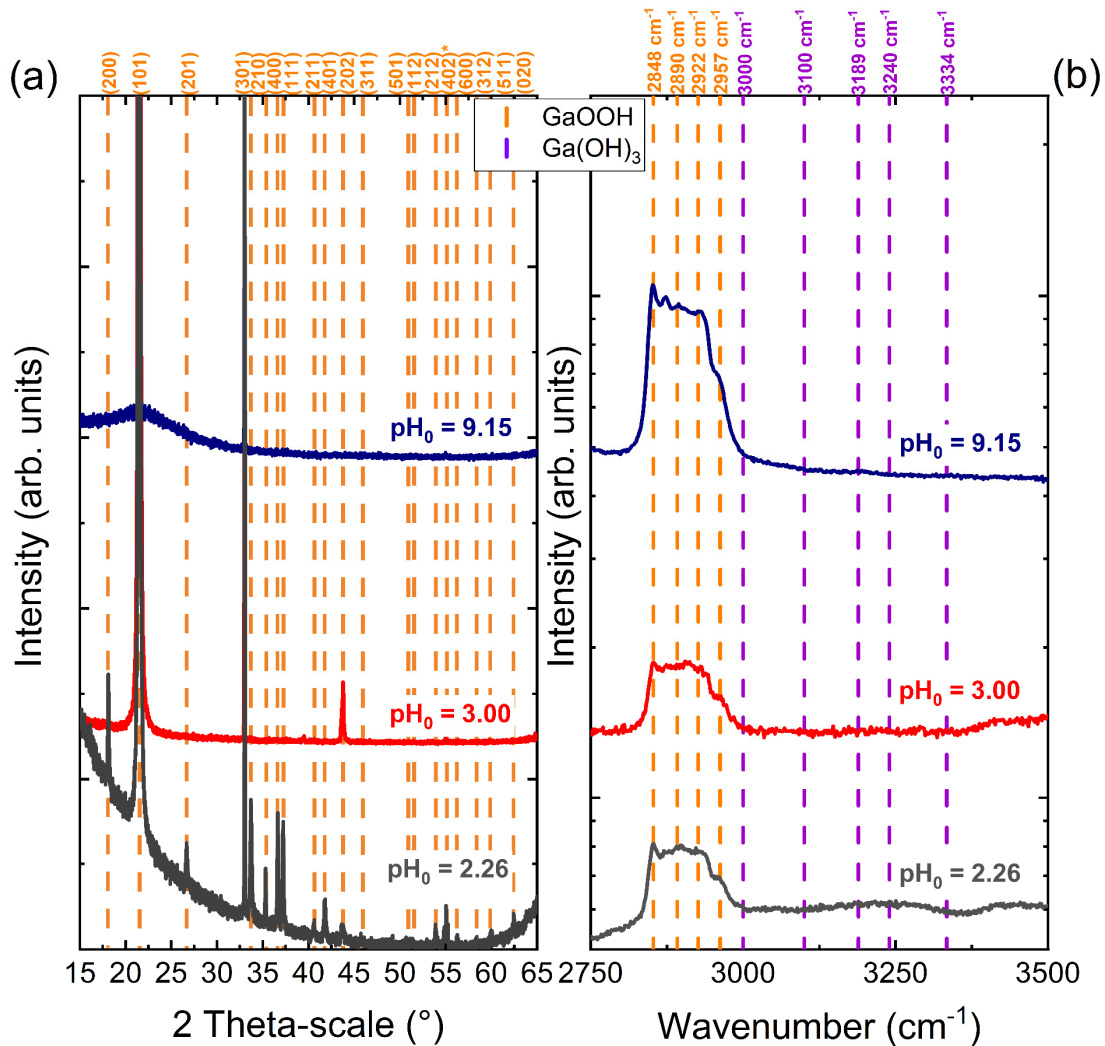 (a)
(200)
(101)
(201)
(301)
(210)
(400)
(111)
(211)
(401)
(202)
(311)
(501)
(112)
(212)
(402)*
(600)
(312)
(511)
(020)
2848 cm⁻¹
2890 cm⁻¹
2922 cm⁻¹
2957 cm⁻¹
3000 cm⁻¹
3100 cm⁻¹
3189 cm⁻¹
3240 cm⁻¹
3334 cm⁻¹
(b)
GaOOH
Ga(OH)₃
Intensity (arb. units)
pH₀ = 9.15
pH₀ = 3.00
pH₀ = 2.26
15 20 25 30 35 40 45 50 55 60 65
2 Theta-scale (°)
Intensity (arb. units)
pH₀ = 9.15
pH₀ = 3.00
pH₀ = 2.26
2750 3000 3250 3500
Wavenumber (cm⁻¹)